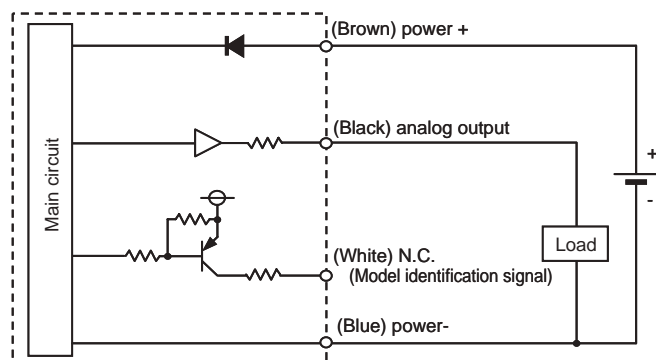 (Brown) power +
(Black) analog output
Main circuit
+
-
Load
(White) N.C.
(Model identification signal)
(Blue) power-